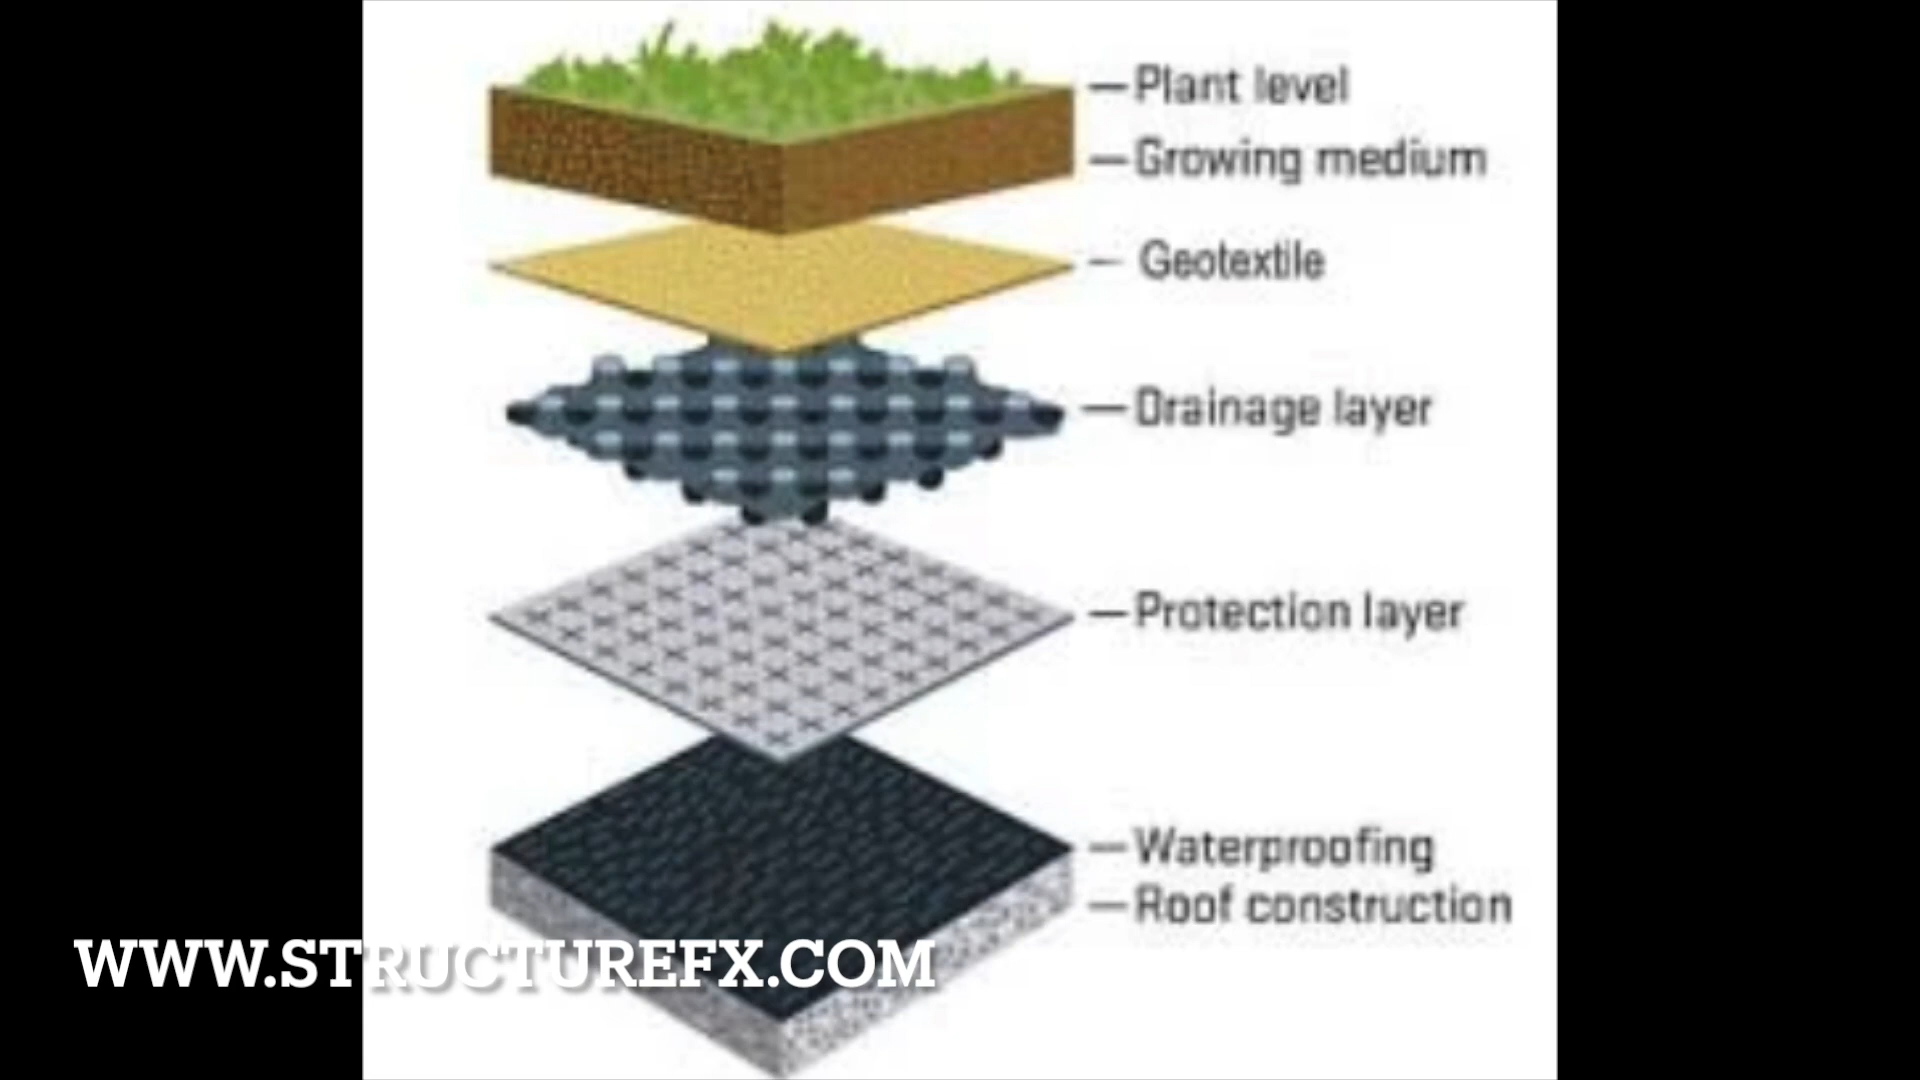 Plant level
Growing medium
Geotextile
Drainage layer
Protection layer
Waterproofing
Roof construction
WWW.STRUCTUREFX.COM